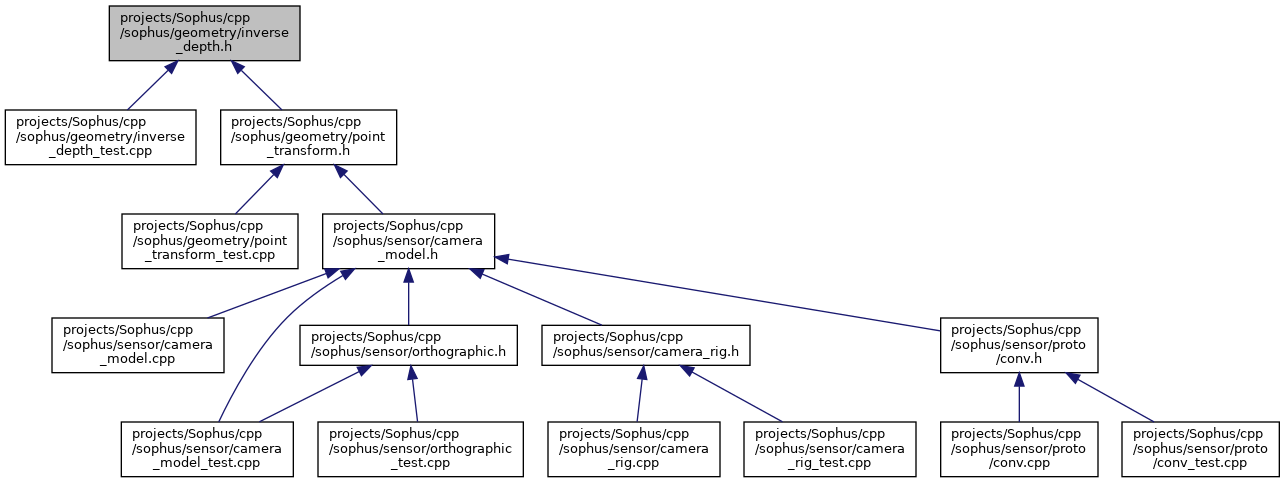 projects/Sophus/cpp
/sophus/geometry/inverse
_depth.h
projects/Sophus/cpp
/sophus/geometry/inverse
_depth_test.cpp
projects/Sophus/cpp
/sophus/geometry/point
_transform.h
projects/Sophus/cpp
/sophus/geometry/point
_transform_test.cpp
projects/Sophus/cpp
/sophus/sensor/camera
_model.h
projects/Sophus/cpp
/sophus/sensor/camera
_model.cpp
projects/Sophus/cpp
/sophus/sensor/orthographic.h
projects/Sophus/cpp
/sophus/sensor/camera_rig.h
projects/Sophus/cpp
/sophus/sensor/proto
/conv.h
projects/Sophus/cpp
/sophus/sensor/camera
_model_test.cpp
projects/Sophus/cpp
/sophus/sensor/orthographic
_test.cpp
projects/Sophus/cpp
/sophus/sensor/camera
_rig.cpp
projects/Sophus/cpp
/sophus/sensor/camera
_rig_test.cpp
projects/Sophus/cpp
/sophus/sensor/proto
/conv.cpp
projects/Sophus/cpp
/sophus/sensor/proto
/conv_test.cpp